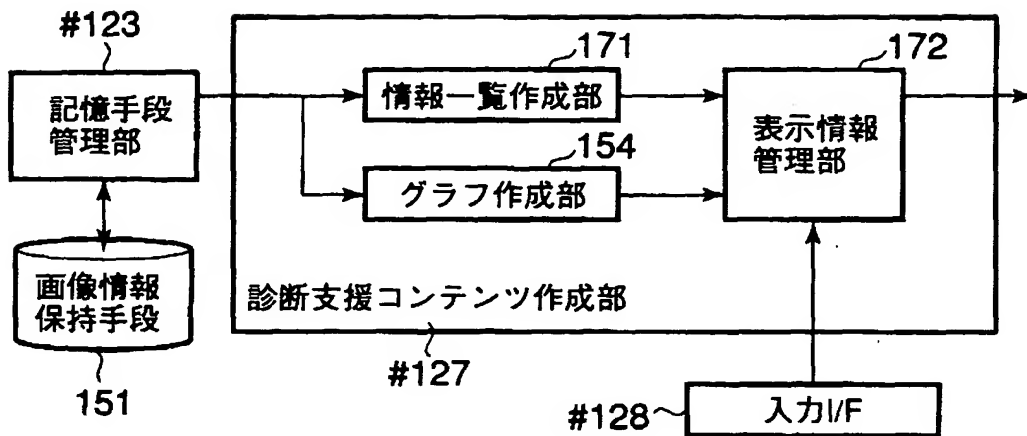 #123
記憶手段
管理部
画像情報
保持手段
151
171
情報一覧作成部
154
グラフ作成部
172
表示情報
管理部
診断支援コンテンツ作成部
#127
#128
入力I/F